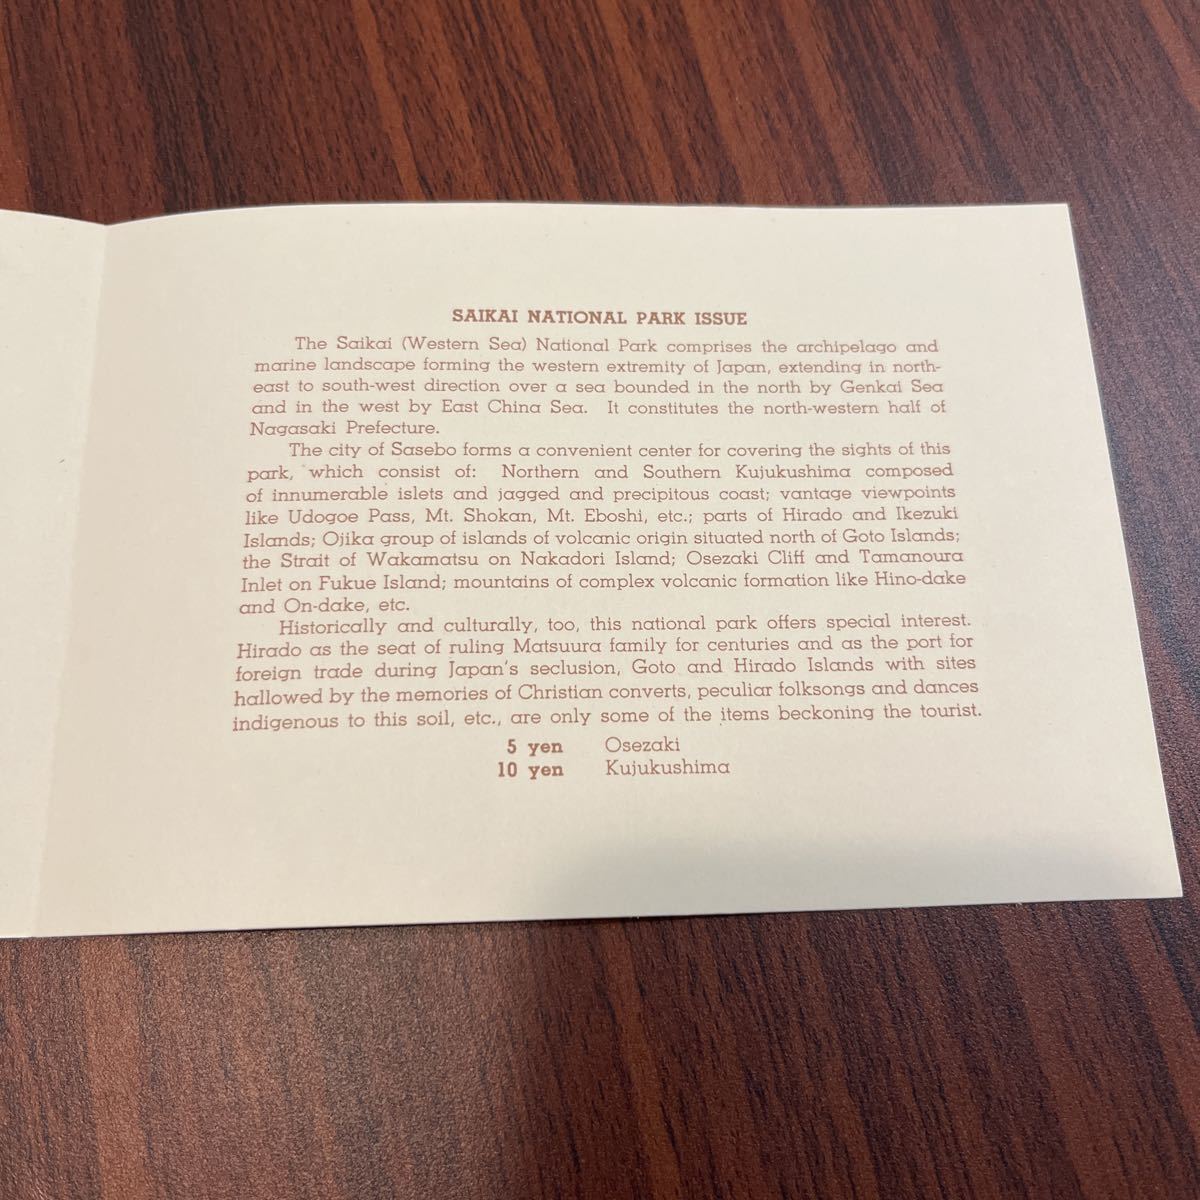 SAIKAI NATIONAL PARK ISSUE
The Saikai (Western Sea) National Park comprises the archipelago and
marine landscape forming the western extremity of Japan, extending in north-
east to south-west direction over a sea bounded in the north by Genkai Sea
and in the west by East China Sea. It constitutes the north-western half of
Nagasaki Prefecture.
The city of Sasebo forms a convenient center for covering the sights of this
park, which consist of: Northern and Southern Kujukushima composed
of innumerable islets and jagged and precipitous coast; vantage viewpoints
like Udogoe Pass, Mt. Shokan, Mt. Eboshi, etc.; parts of Hirado and Ikezuki
Islands; Ojika group of islands of volcanic origin situated north of Goto Islands;
the Strait of Wakamatsu on Nakadori Island; Osezaki Cliff and Tamanoura
Inlet on Fukue Island; mountains of complex volcanic formation like Hino-dake
and On-dake, etc.
Historically and culturally, too, this national park offers special interest.
Hirado as the seat of ruling Matsuura family for centuries and as the port for
foreign trade during Japan's seclusion, Goto and Hirado Islands with sites
hallowed by the memories of Christian converts, peculiar folksongs and dances
indigenous to this soil, etc., are only some of the items beckoning the tourist.
5 yen Osezaki
10 yen Kujukushima